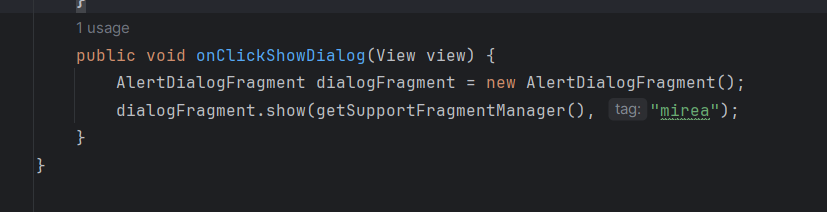 }
1 usage
public void onClickShowDialog(View view) {
AlertDialogFragment dialogFragment = new AlertDialogFragment();
dialogFragment.show(getSupportFragmentManager(), tag: "mirea");
}
}